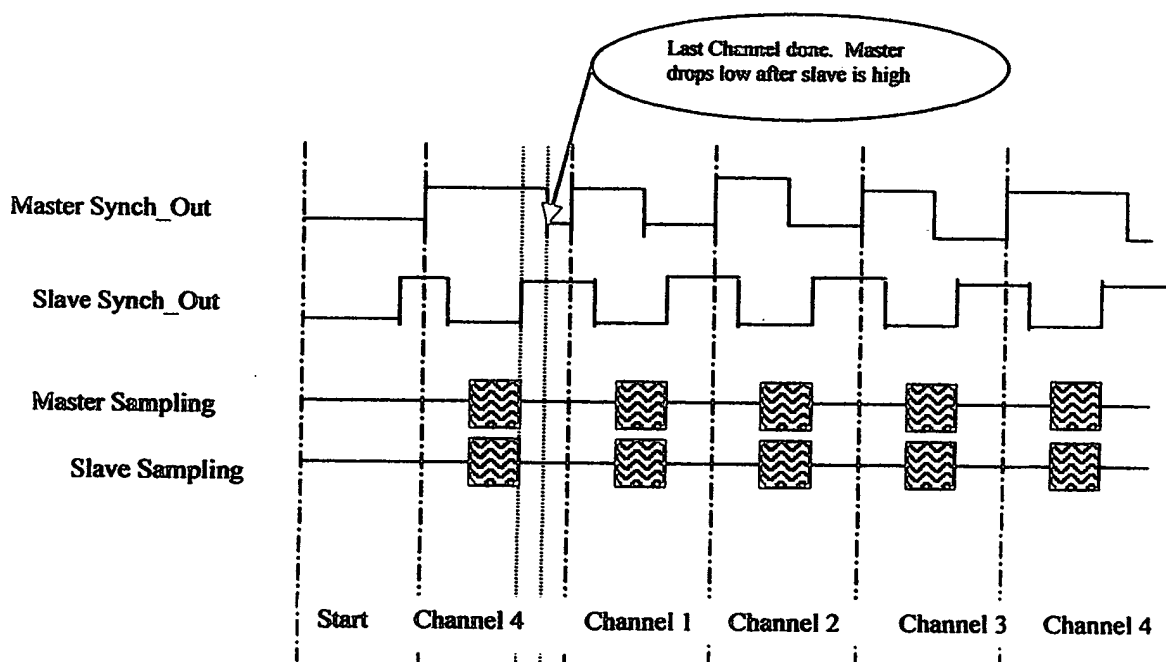 Last Channel done. Master
drops low after slave is high
Master Synch_Out
Slave Synch_Out
Master Sampling
Slave Sampling
Start
Channel 4
Channel 1
Channel 2
Channel 3
Channel 4